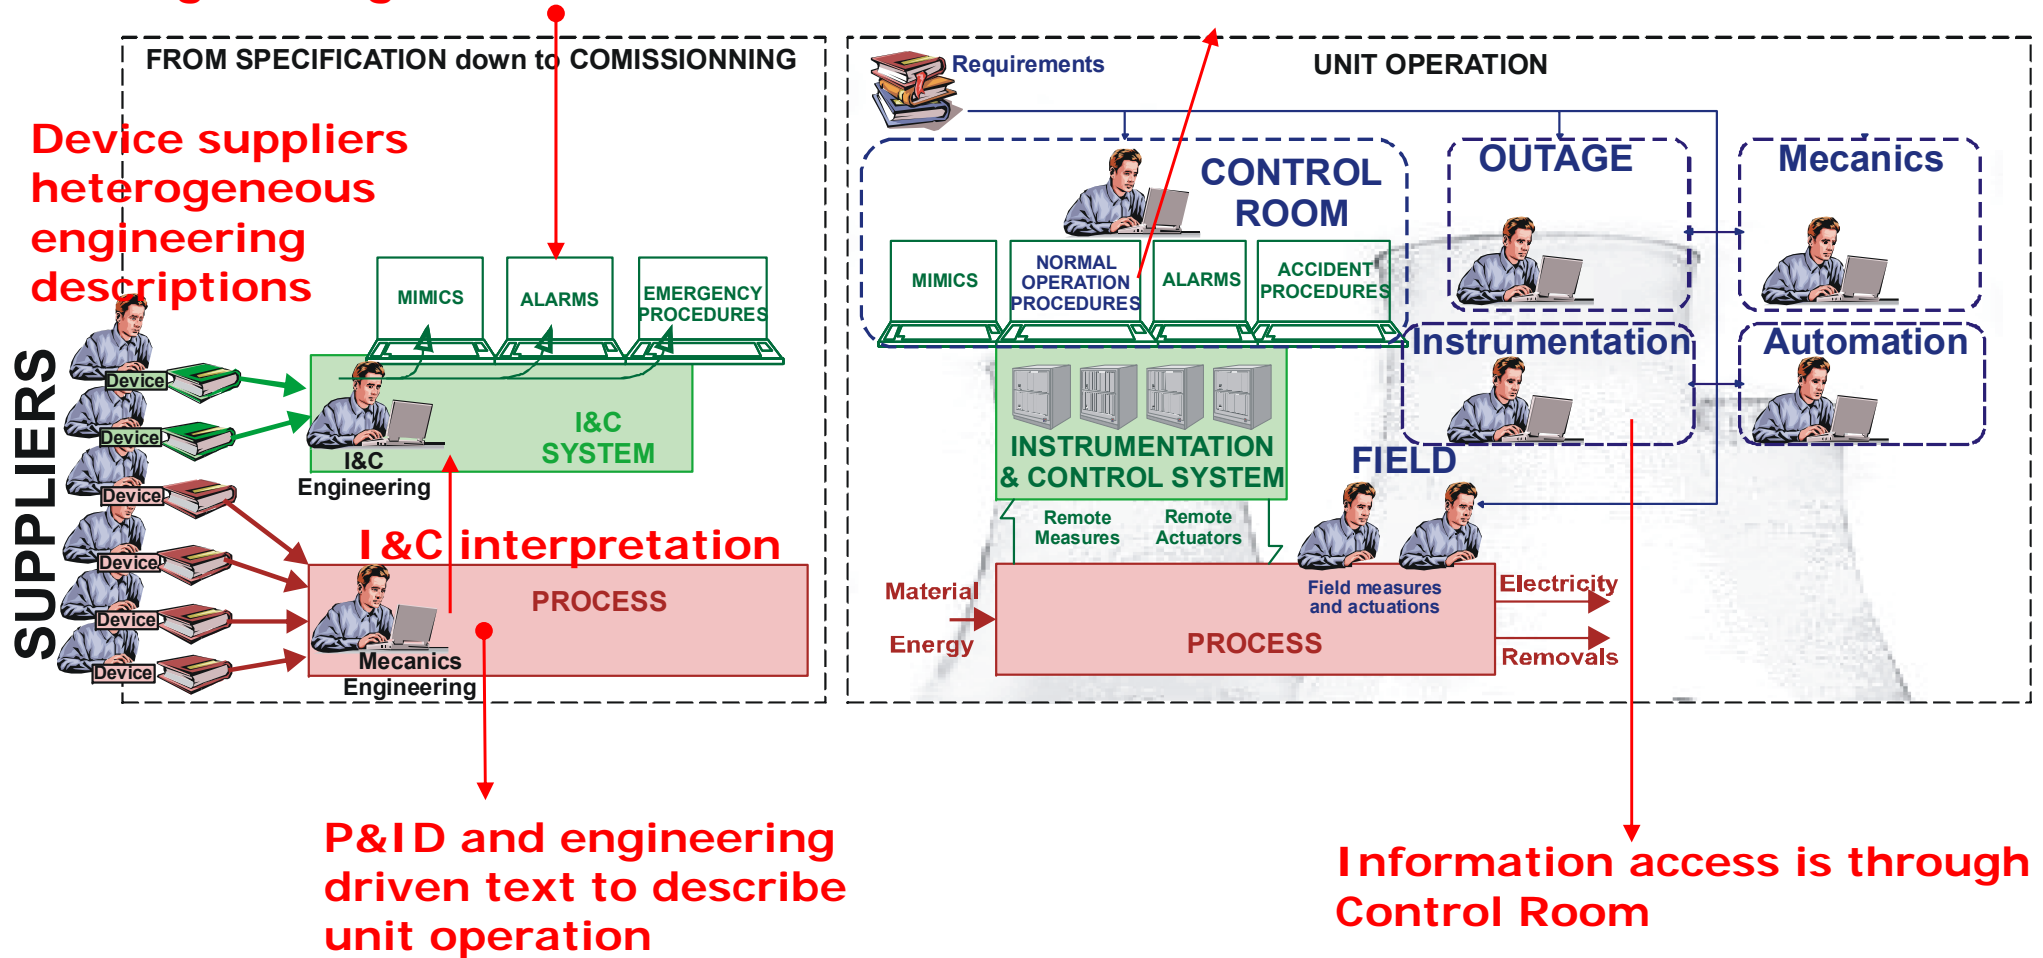 FROM SPECIFICATION down to COMISSIONNING
Device suppliers
heterogeneous
engineering
descriptions
SUPPLIERS
Device
Device
Device
Device
Device
Device
MIMICS
ALARMS
EMERGENCY
PROCEDURES
I&C
SYSTEM
I&C
Engineering
I&C interpretation
PROCESS
Mecanics
Engineering
P&ID and engineering
driven text to describe
unit operation
UNIT OPERATION
Requirements
CONTROL
ROOM
MIMICS
NORMAL
OPERATION
PROCEDURES
ALARMS
ACCIDENT
PROCEDURES
OUTAGE
Mecanics
Instrumentation
Automation
INSTRUMENTATION
& CONTROL SYSTEM
FIELD
Remote
Measures
Remote
Actuators
Material
Energy
Field measures
and actuations
PROCESS
Electricity
Removals
Information access is through
Control Room